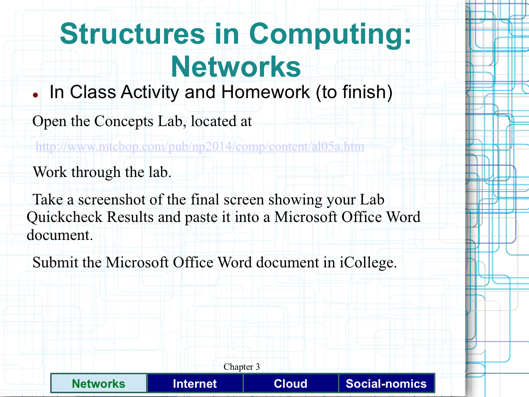 Structures in Computing:
Networks
In Class Activity and Homework (to finish)
Open the Concepts Lab, located at
http://www.mtcbop.com/pub/np2014/comp/content/al05a.htm
Work through the lab.
Take a screenshot of the final screen showing your Lab
Quickcheck Results and paste it into a Microsoft Office Word
document.
Submit the Microsoft Office Word document in iCollege.
Chapter 3
Networks Internet Cloud Social-nomics